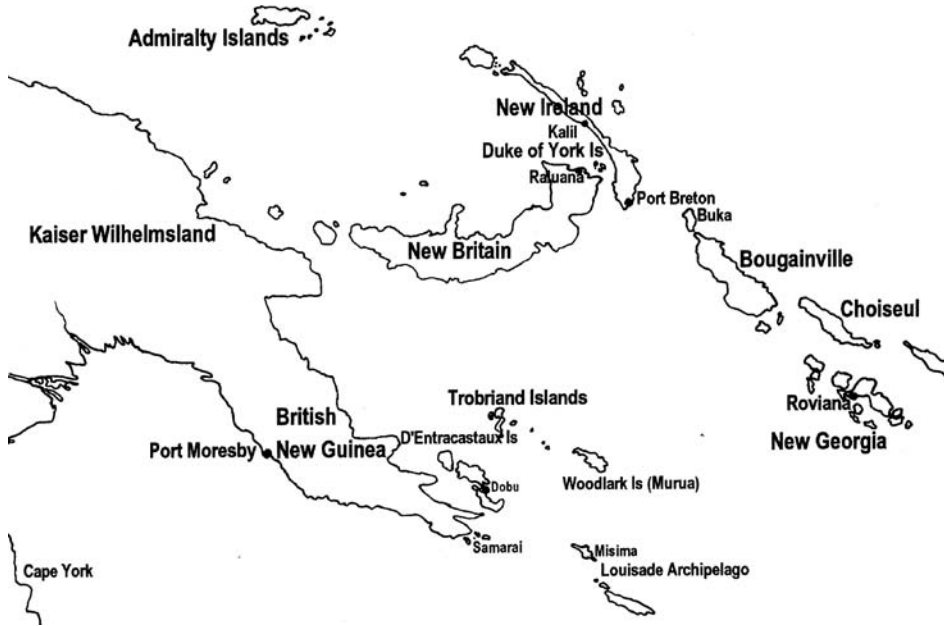 Admiralty Islands
New Ireland
Kalil
Duke of York Is
Raluana
Port Breton
Buka
Kaiser Wilhelmsland
New Britain
Bougainville
Choiseul
Trobriand Islands
Roviana
British
New Guinea
D'Entracastaux Is
New Georgia
Port Moresby
Dobu
Woodlark Is (Murua)
Samarai
Misima
Cape York
Louisade Archipelago